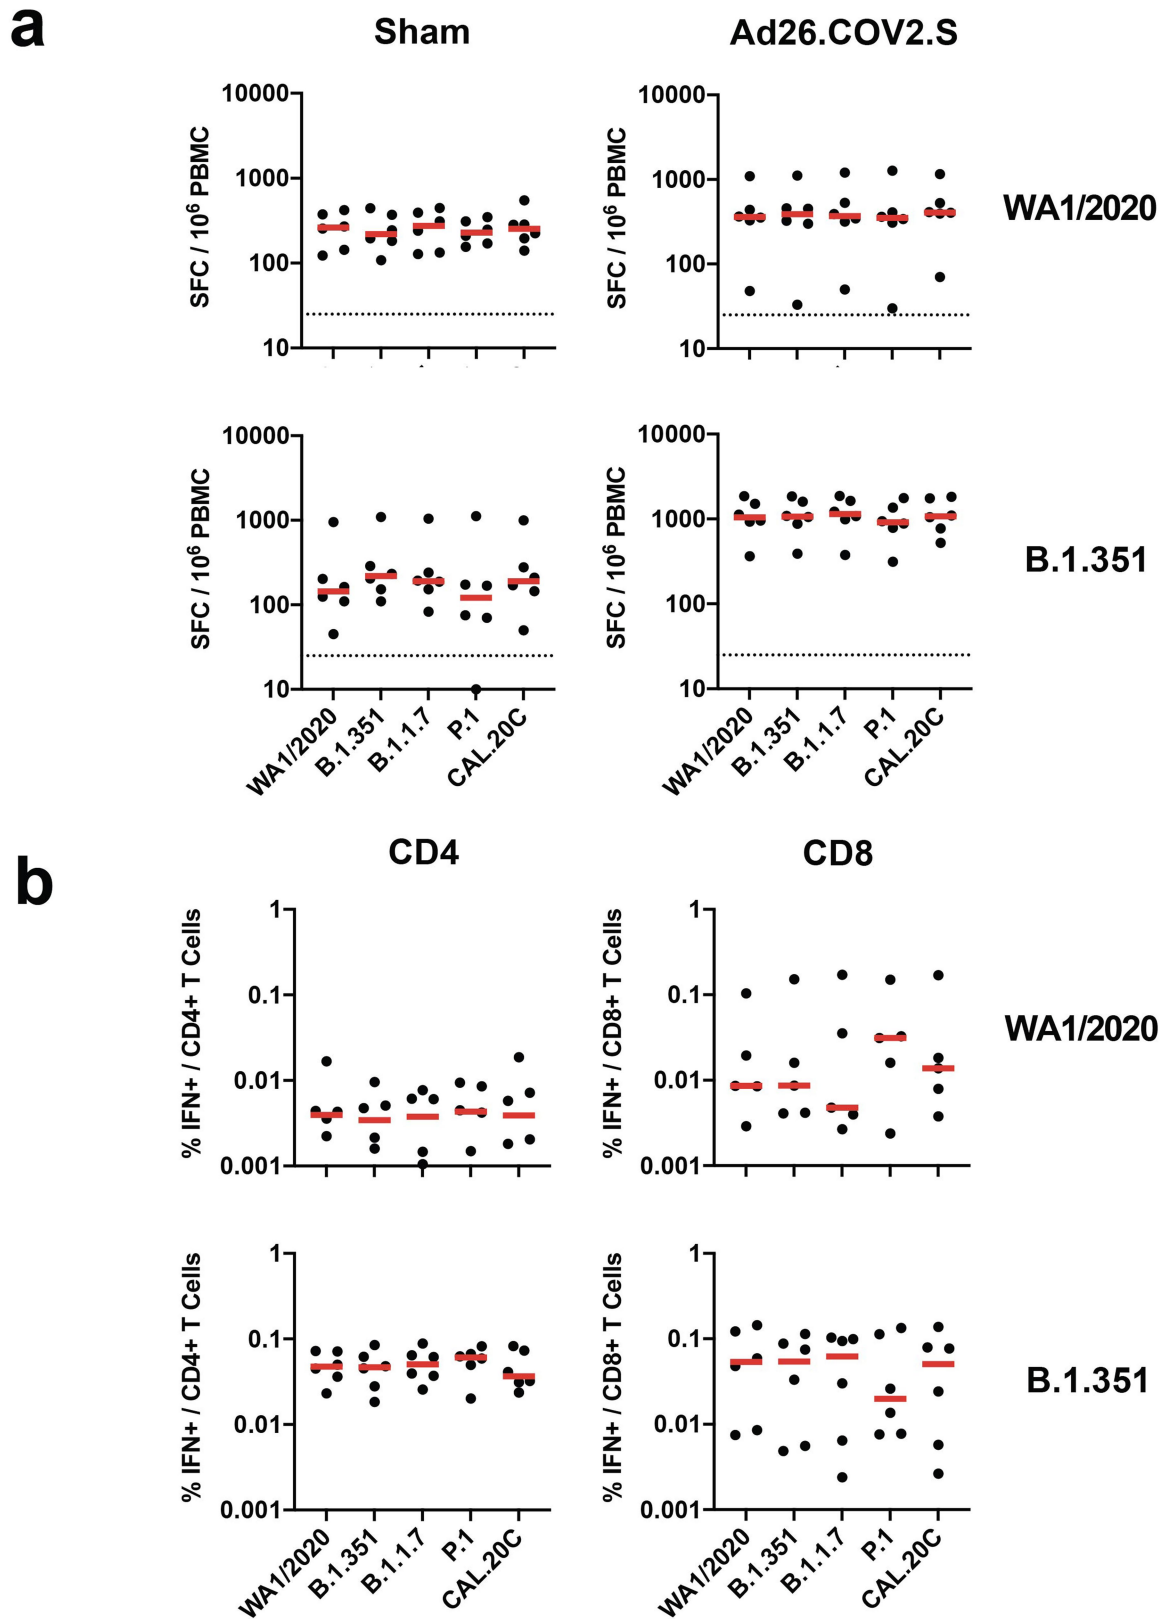 a
Sham
Ad26.COV2.S
SFC / 10⁶ PBMC
10000
1000
100
10
SFC / 10⁶ PBMC
10000
1000
100
10
WA1/2020
SFC / 10⁶ PBMC
10000
1000
100
10
WA1/2020
B.1.351
B.1.1.7
P.1
CAL.20C
SFC / 10⁶ PBMC
10000
1000
100
10
WA1/2020
B.1.351
B.1.1.7
P.1
CAL.20C
B.1.351
b
CD4
CD8
% IFN+ / CD4+ T Cells
1
0.1
0.01
0.001
% IFN+ / CD8+ T Cells
1
0.1
0.01
0.001
WA1/2020
% IFN+ / CD4+ T Cells
1
0.1
0.01
0.001
WA1/2020
B.1.351
B.1.1.7
P.1
CAL.20C
% IFN+ / CD8+ T Cells
1
0.1
0.01
0.001
WA1/2020
B.1.351
B.1.1.7
P.1
CAL.20C
B.1.351